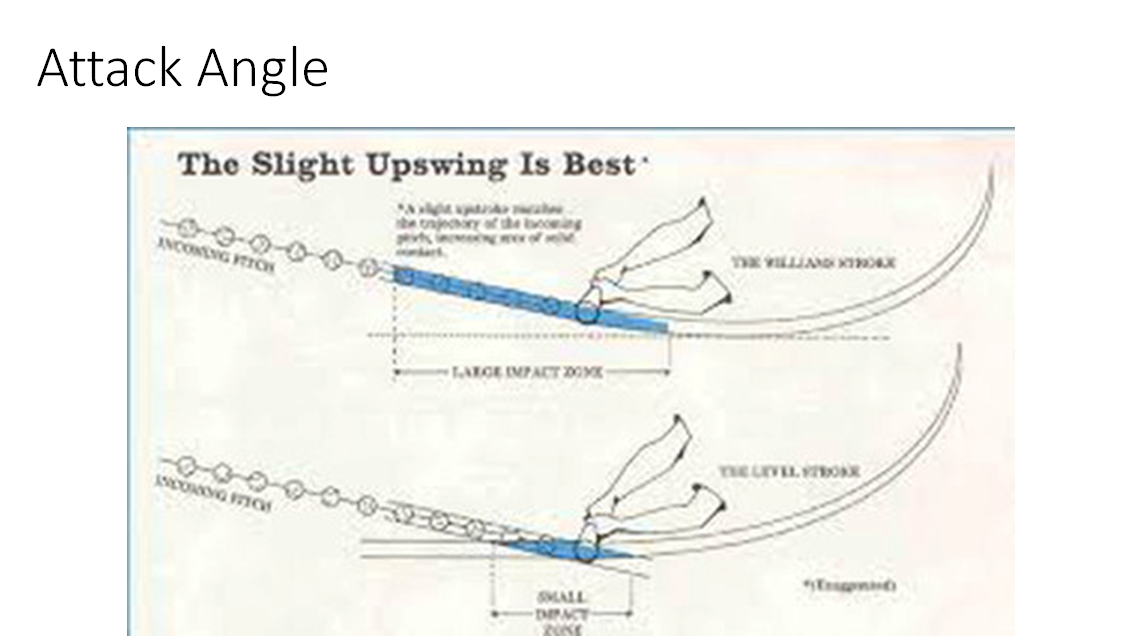 Attack Angle
The Slight Upswing Is Best*
*A slight upstroke matches
the trajectory of the incoming
pitch, increasing area of solid
contact.
INCOMING PITCH
THE WILLIAMS STROKE
LARGE IMPACT ZONE
INCOMING PITCH
THE LEVEL STROKE
*(Exaggerated)
SMALL
IMPACT
ZONE